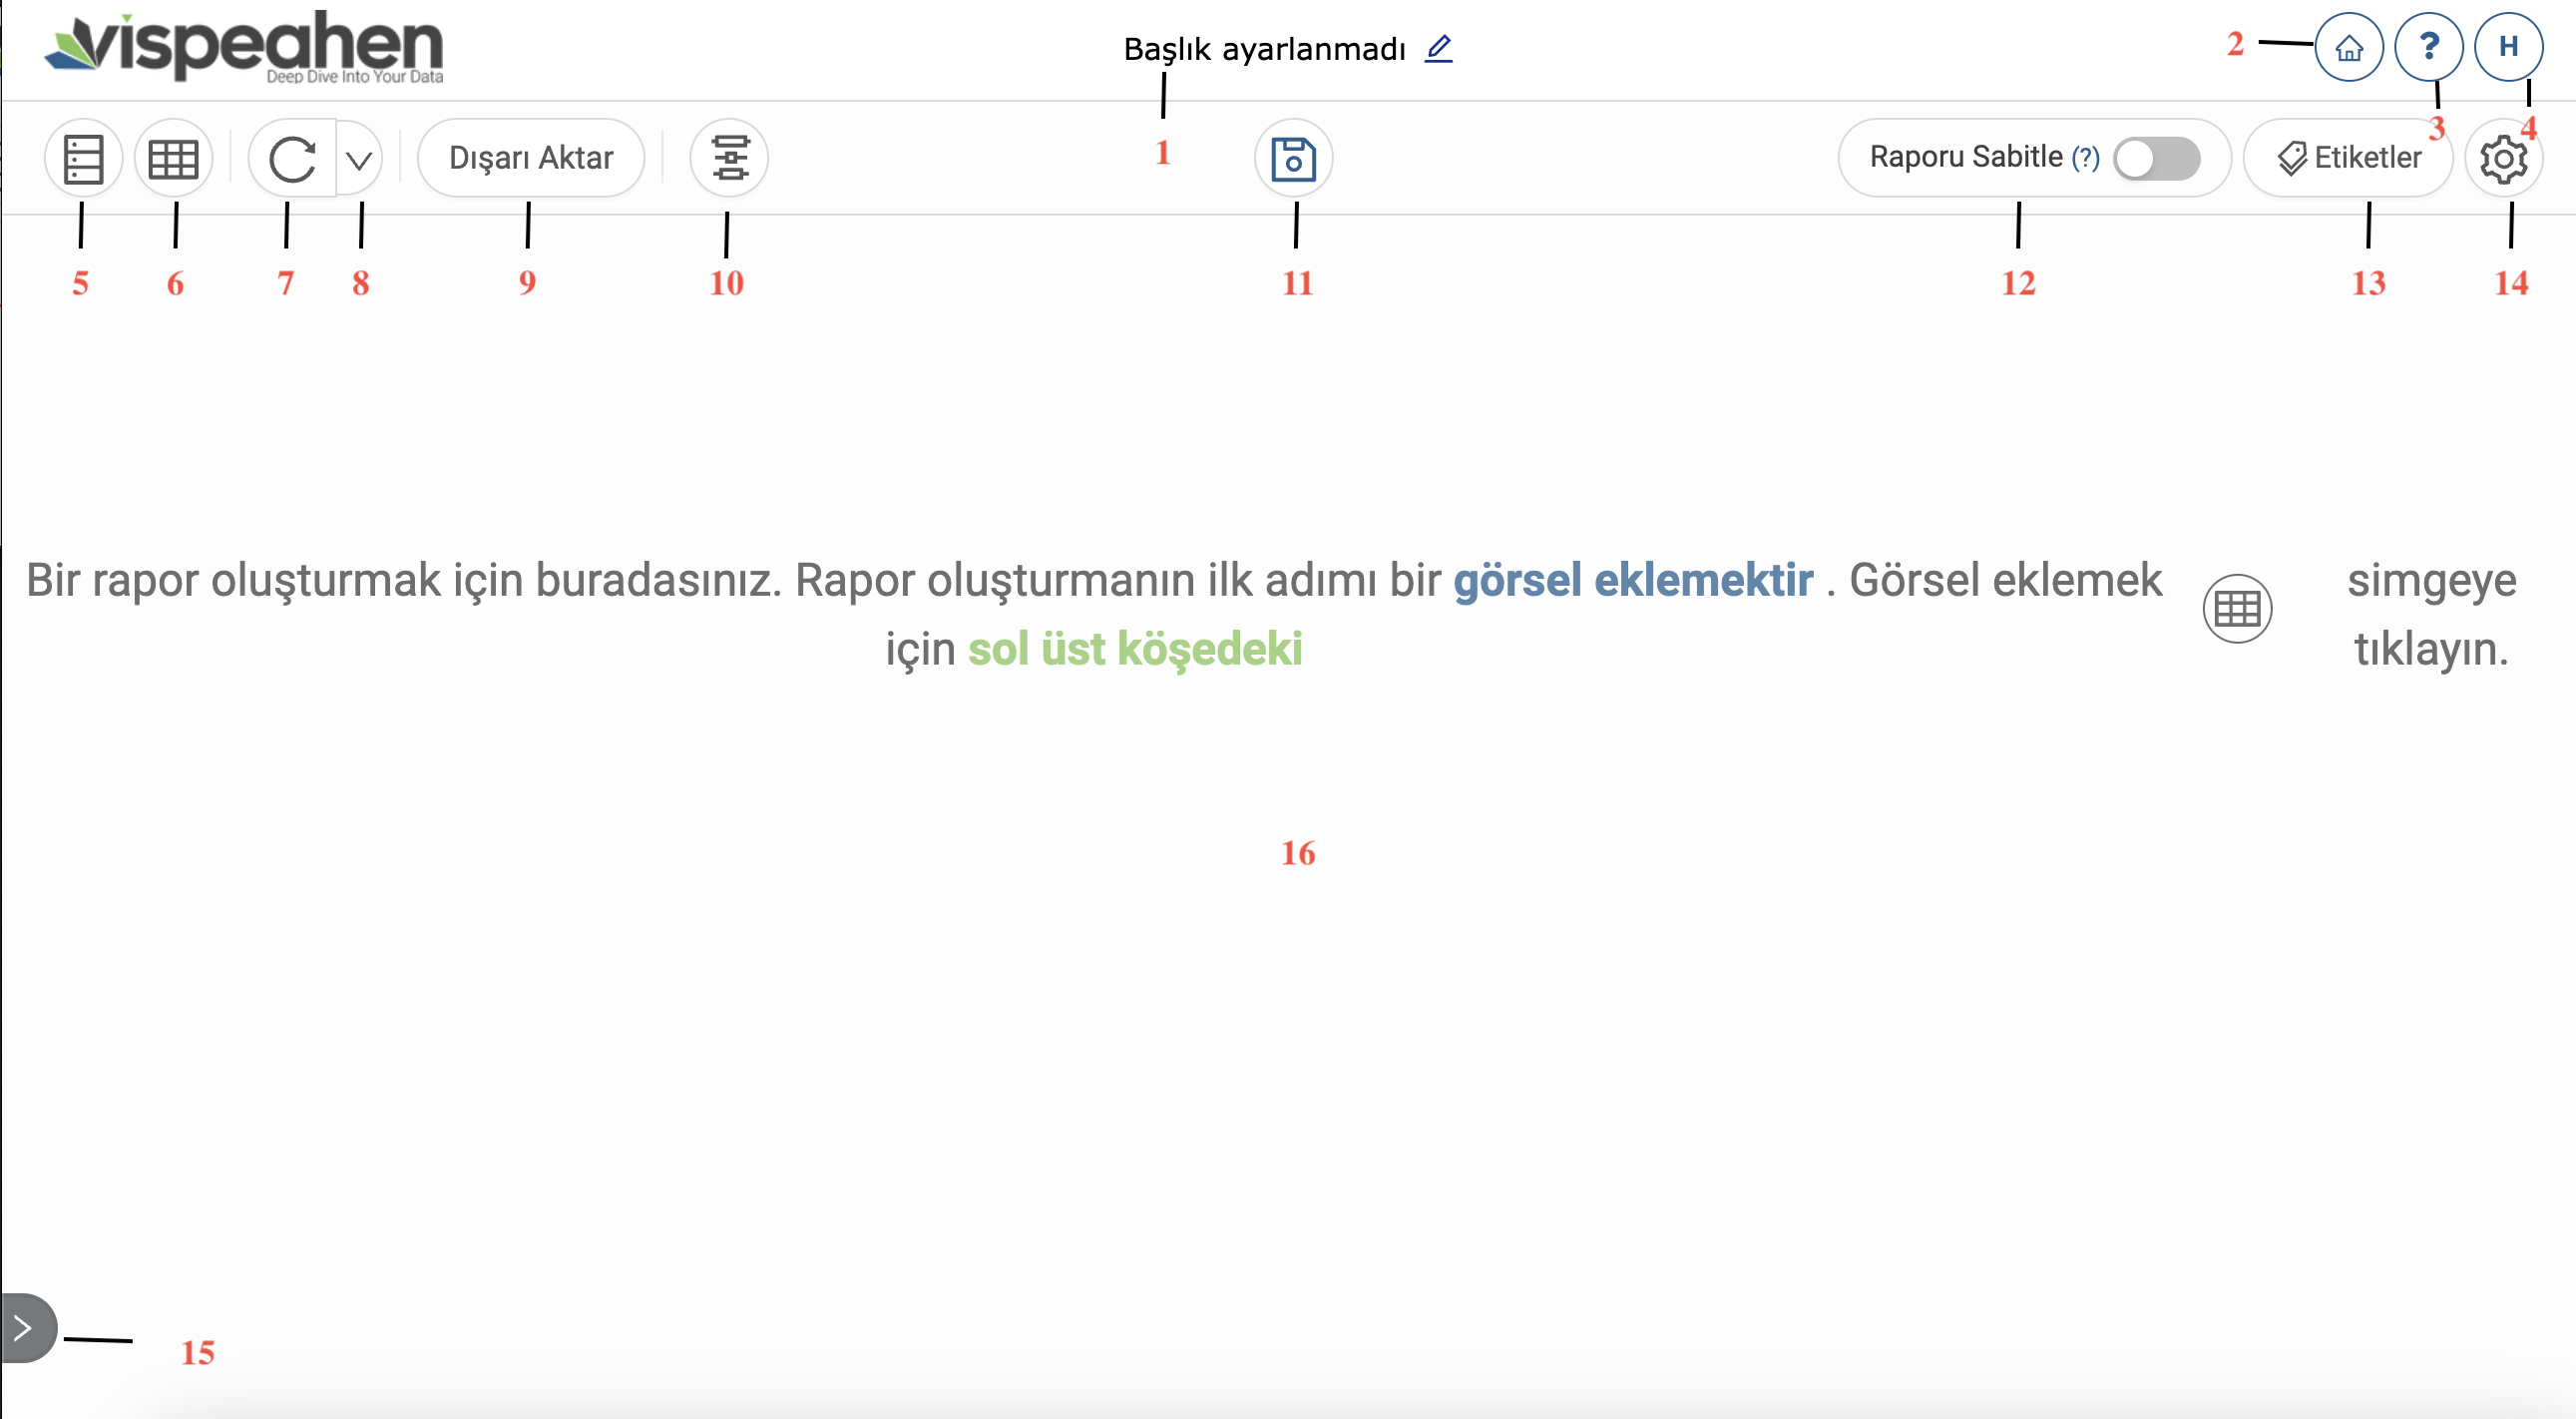 vispeahen
Deep Dive Into Your Data
Başlık ayarlanmadı
2
?
H
1
3
4
Dışarı Aktar
Raporu Sabitle (?)
Etiketler
5 6 7 8 9 10 11 12 13 14
Bir rapor oluşturmak için buradasınız. Rapor oluşturmanın ilk adımı bir görsel eklemektir . Görsel eklemek
için sol üst köşedeki
simgeye
tıklayın.
16
15